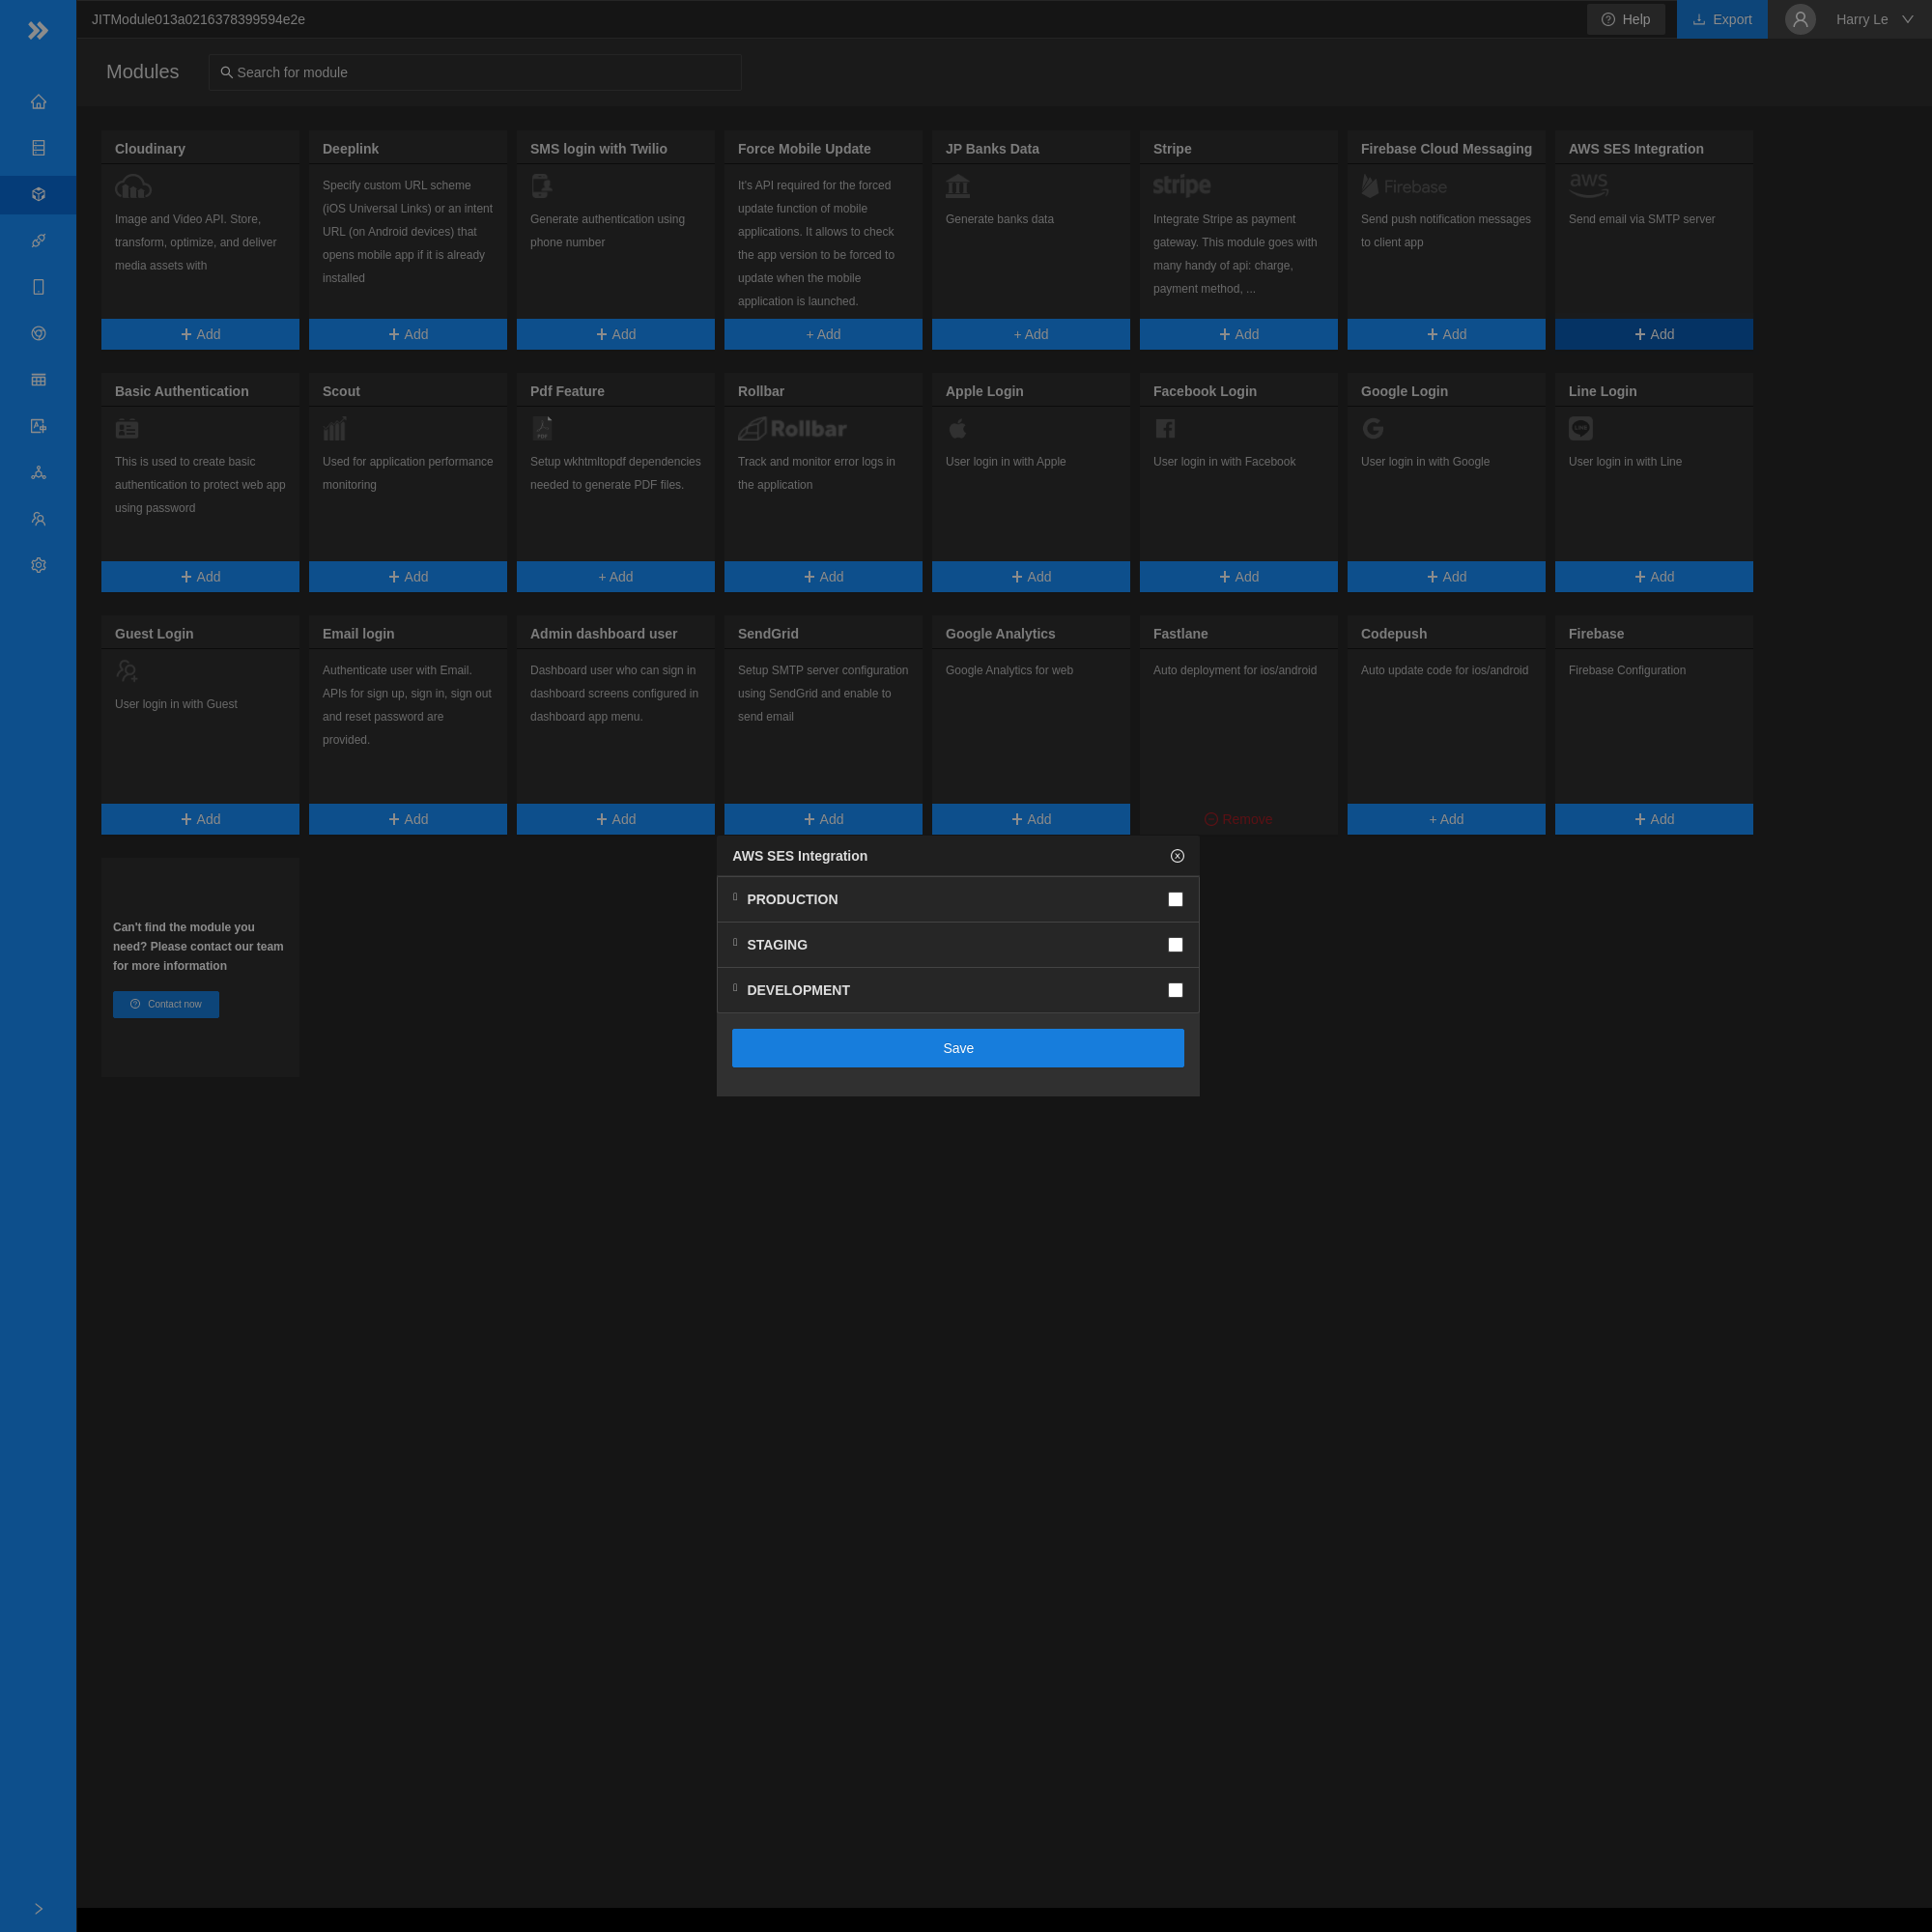 JITModule013a0216378399594e2e
Help
Export
Harry Le
Modules
Search for module
Cloudinary
Image and Video API. Store,
transform, optimize, and deliver
media assets with
Add
Deeplink
Specify custom URL scheme
(iOS Universal Links) or an intent
URL (on Android devices) that
opens mobile app if it is already
installed
Add
SMS login with Twilio
Generate authentication using
phone number
Add
Force Mobile Update
It's API required for the forced
update function of mobile
applications. It allows to check
the app version to be forced to
update when the mobile
application is launched.
+ Add
JP Banks Data
Generate banks data
+ Add
Stripe
stripe
Integrate Stripe as payment
gateway. This module goes with
many handy of api: charge,
payment method, ...
Add
Firebase Cloud Messaging
Firebase
Send push notification messages
to client app
Add
AWS SES Integration
aws
Send email via SMTP server
Add
Basic Authentication
This is used to create basic
authentication to protect web app
using password
Add
Scout
Used for application performance
monitoring
Add
Pdf Feature
PDF
Setup wkhtmltopdf dependencies
needed to generate PDF files.
+ Add
Rollbar
Rollbar
Track and monitor error logs in
the application
Add
Apple Login
User login in with Apple
Add
Facebook Login
User login in with Facebook
Add
Google Login
User login in with Google
Add
Line Login
LINE
User login in with Line
Add
Guest Login
User login in with Guest
Add
Email login
Authenticate user with Email.
APIs for sign up, sign in, sign out
and reset password are
provided.
Add
Admin dashboard user
Dashboard user who can sign in
dashboard screens configured in
dashboard app menu.
Add
SendGrid
Setup SMTP server configuration
using SendGrid and enable to
send email
Add
Google Analytics
Google Analytics for web
Add
Fastlane
Auto deployment for ios/android
Remove
Codepush
Auto update code for ios/android
+ Add
Firebase
Firebase Configuration
Add
Can't find the module you
need? Please contact our team
for more information
Contact now
AWS SES Integration
PRODUCTION
STAGING
DEVELOPMENT
Save